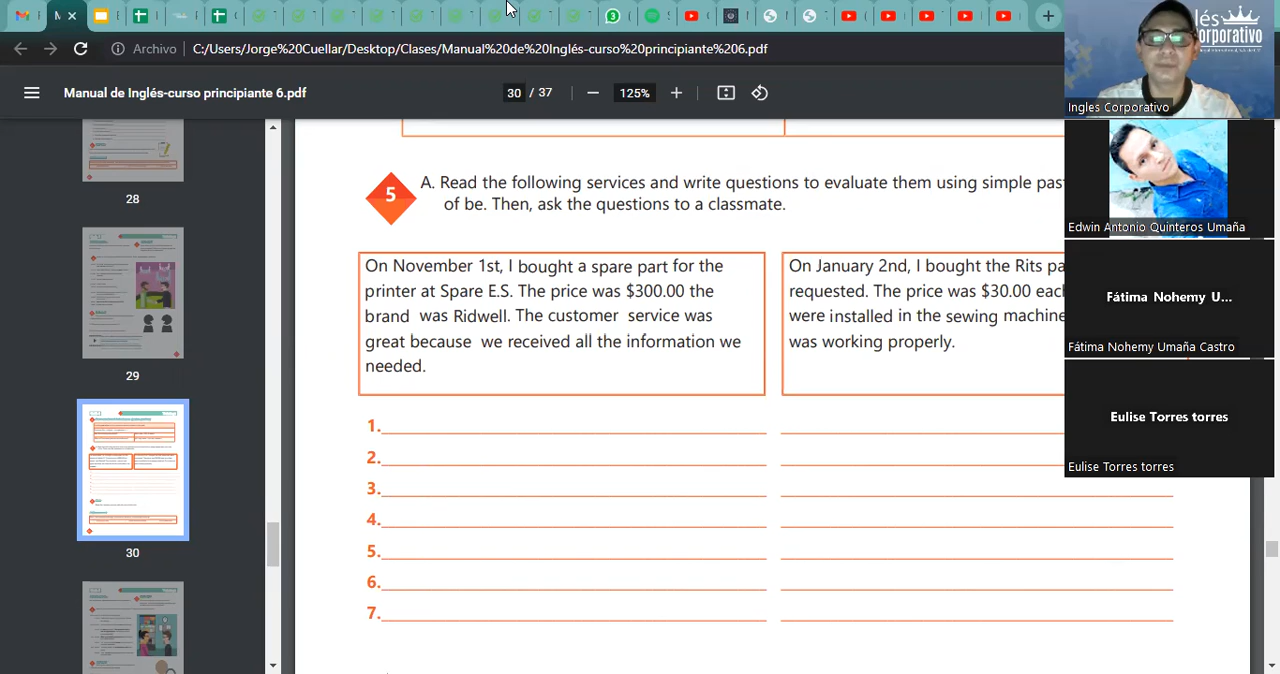 M
Archivo
C:/Users/Jorge%20Cuellar/Desktop/Clases/Manual%20de%20Inglés-curso%20principiante%206.pdf
Manual de Inglés-curso principiante 6.pdf
30 / 37
125%
28
29
30
5
A. Read the following services and write questions to evaluate them using simple past
of be. Then, ask the questions to a classmate.
On November 1st, I bought a spare part for the
printer at Spare E.S. The price was $300.00 the
brand was Ridwell. The customer service was
great because we received all the information we
needed.
On January 2nd, I bought the Rits pa
requested. The price was $30.00 eac
were installed in the sewing machine
was working properly.
1.
2.
3.
4.
5.
6.
7.
lés
corporativo
Ingles Corporativo
Edwin Antonio Quinteros Umaña
Fátima Nohemy U...
Fátima Nohemy Umaña Castro
Eulise Torres torres
Eulise Torres torres